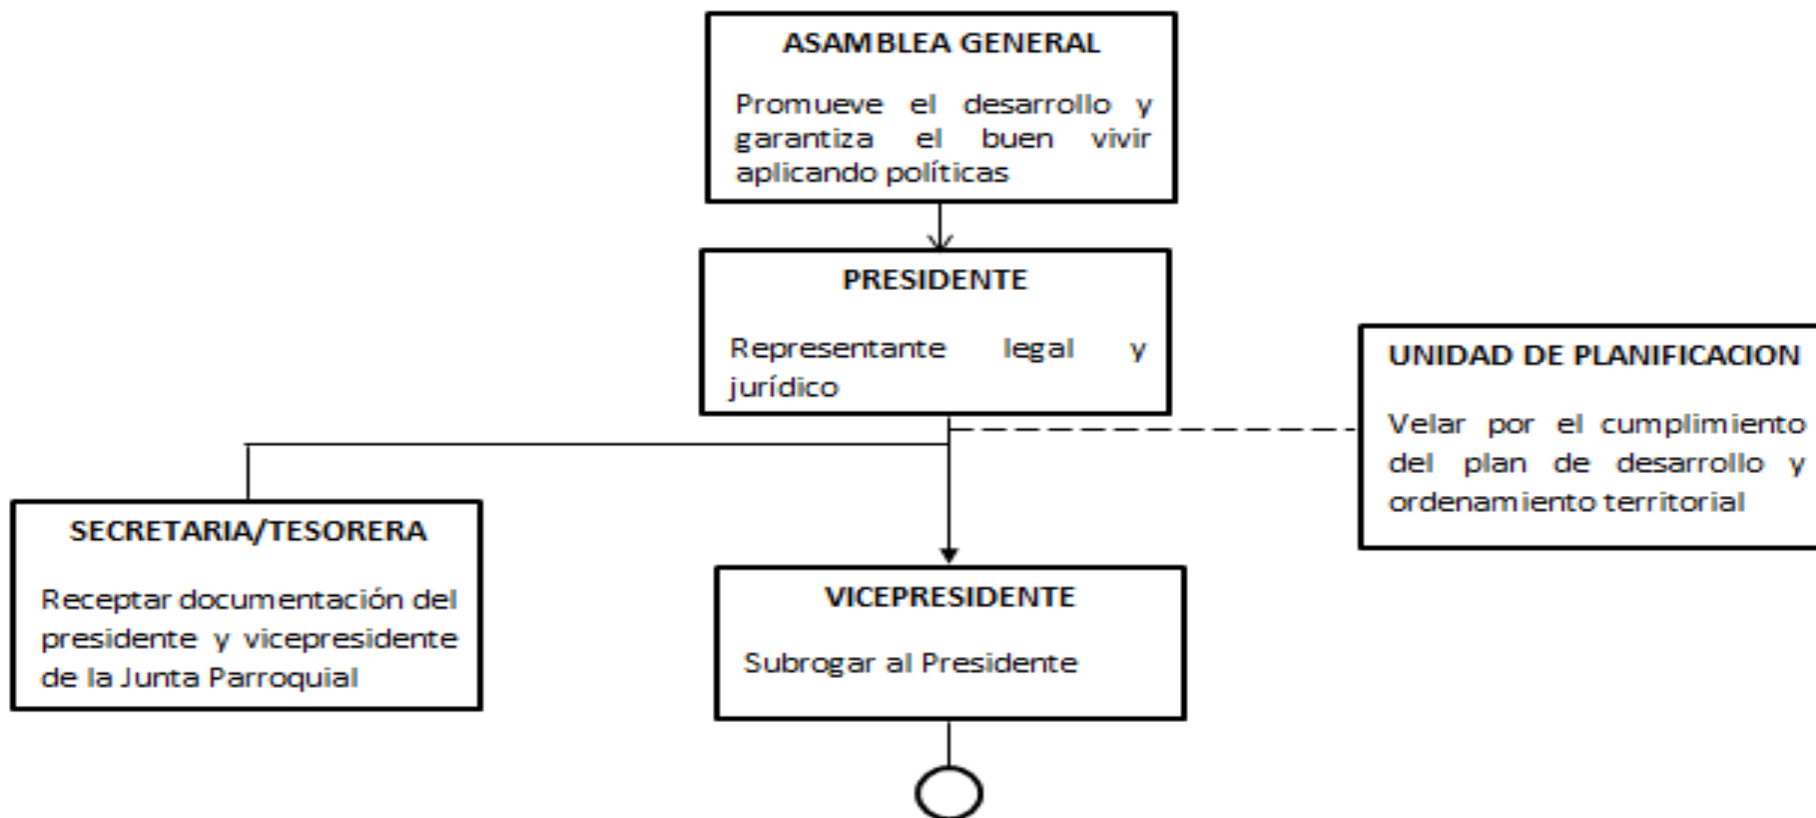 ASAMBLEA GENERAL
Promueve el desarrollo y
garantiza el buen vivir
aplicando políticas
PRESIDENTE
Representante legal y
jurídico
UNIDAD DE PLANIFICACION
Velar por el cumplimiento
del plan de desarrollo y
ordenamiento territorial
SECRETARIA/TESORERA
Receptar documentación del
presidente y vicepresidente
de la Junta Parroquial
VICEPRESIDENTE
Subrogar al Presidente